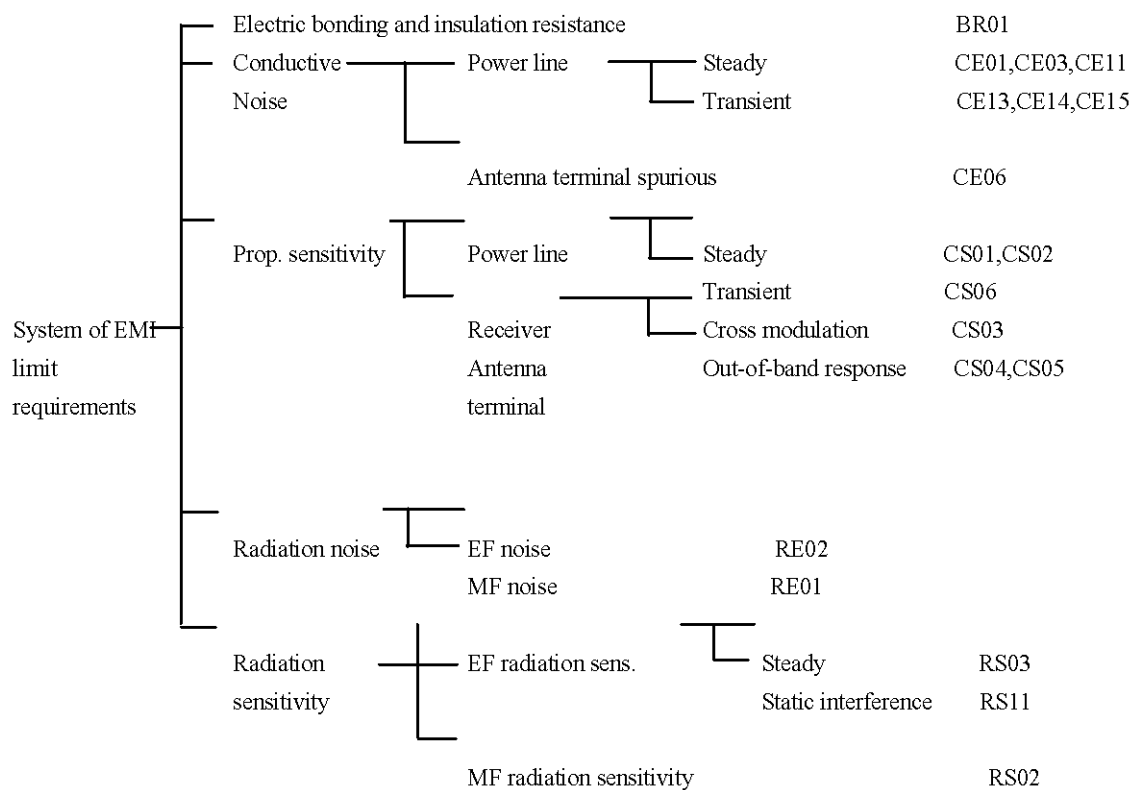 Electric bonding and insulation resistance BR01
Conductive Power line Steady CE01,CE03,CE11
Noise Transient CE13,CE14,CE15
Antenna terminal spurious CE06
Prop. sensitivity Power line Steady CS01,CS02
Transient CS06
System of EMI Receiver Cross modulation CS03
limit Antenna Out-of-band response CS04,CS05
requirements terminal
Radiation noise EF noise RE02
MF noise RE01
Radiation EF radiation sens. Steady RS03
sensitivity Static interference RS11
MF radiation sensitivity RS02